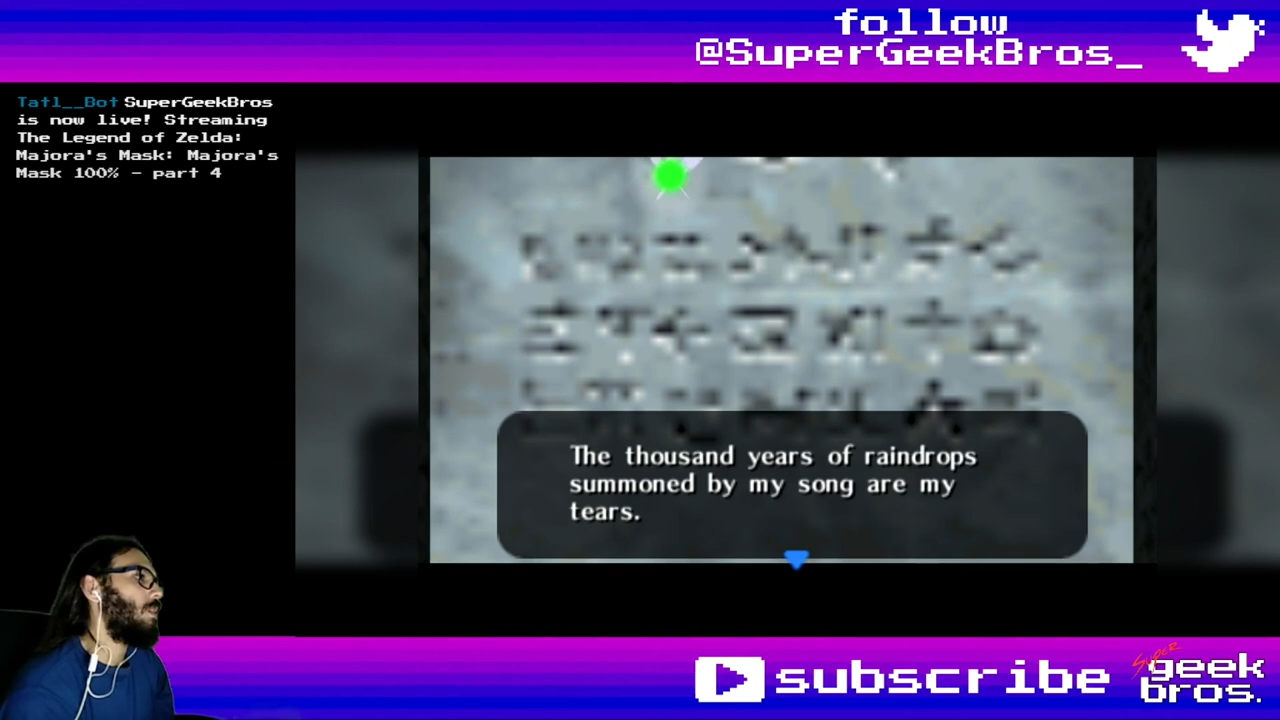 follow
@SuperGeekBros_
Tatl__Bot SuperGeekBros
is now live! Streaming
The Legend of Zelda:
Majora's Mask: Majora's
Mask 100% - part 4
The thousand years of raindrops
summoned by my song are my
tears.
subscribe
Super
geek
bros.